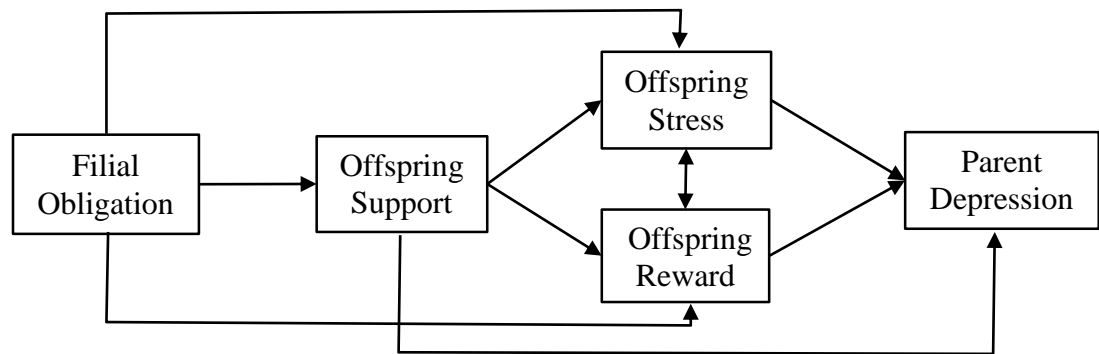 Filial
Obligation
Offspring
Support
Offspring
Stress
Offspring
Reward
Parent
Depression